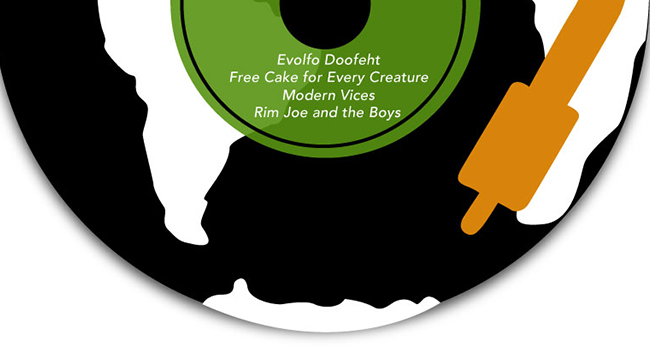 Evolfo Doofeht
Free Cake for Every Creature
Modern Vices
Rim Joe and the Boys